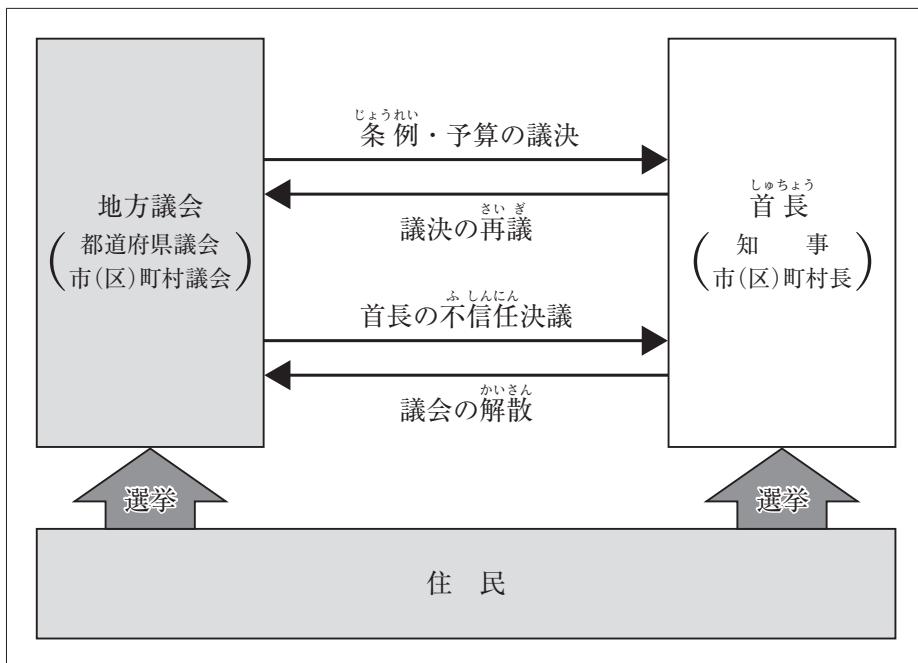 じょうれい
条例・予算の議決
さい ぎ
議決の再議
地方議会
(都道府県議会
市(区)町村議会)
しゅちょう
首長
(知 事
市(区)町村長)
ふ しんにん
首長の不信任決議
かいさん
議会の解散
選挙
選挙
住 民